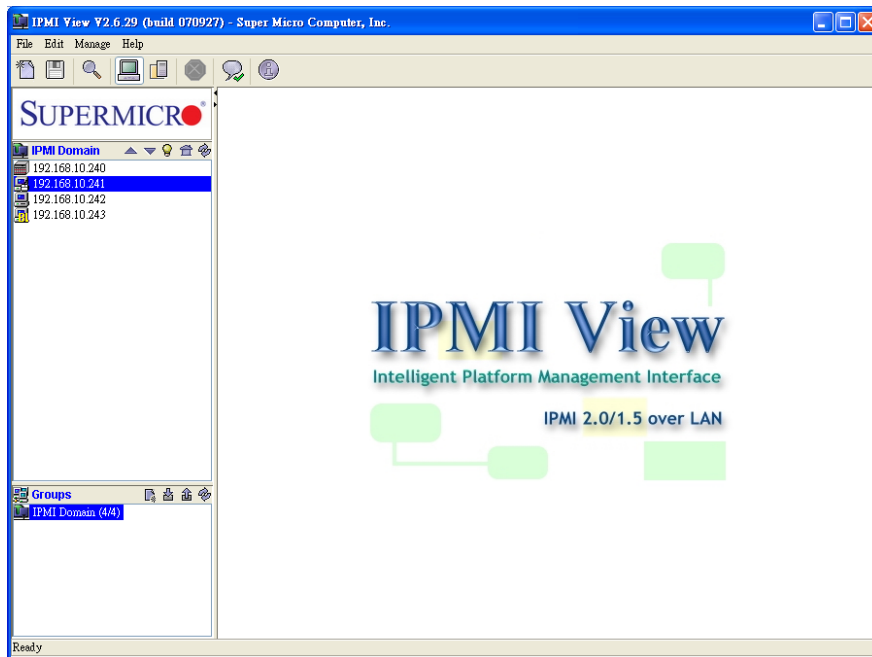 IPMI View V2.6.29 (build 070927) - Super Micro Computer, Inc.
File Edit Manage Help
SUPERMICRO
IPMI Domain
192.168.10.240
192.168.10.241
192.168.10.242
192.168.10.243
IPMI View
Intelligent Platform Management Interface
IPMI 2.0/1.5 over LAN
Groups
IPMI Domain (4/4)
Ready